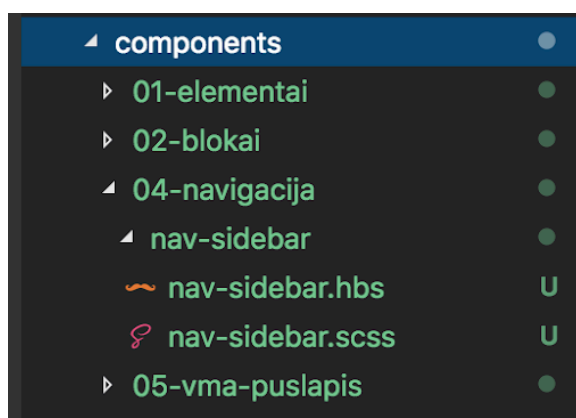 components
01-elementai
02-blokai
04-navigacija
nav-sidebar
nav-sidebar.hbs U
nav-sidebar.scss U
05-vma-puslapis